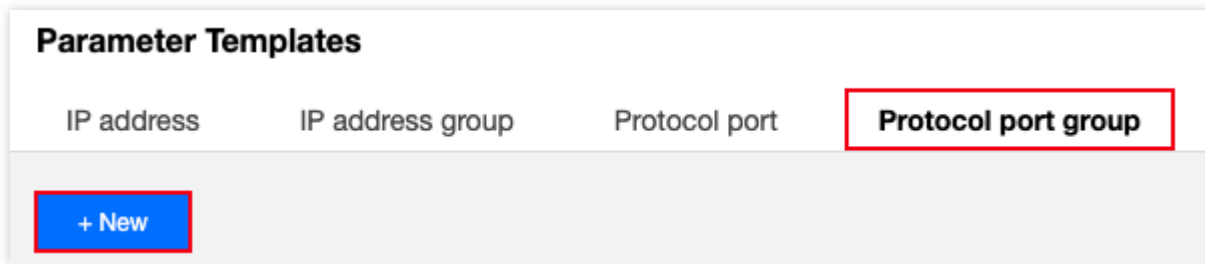 Parameter Templates
IP address IP address group Protocol port Protocol port group
+ New